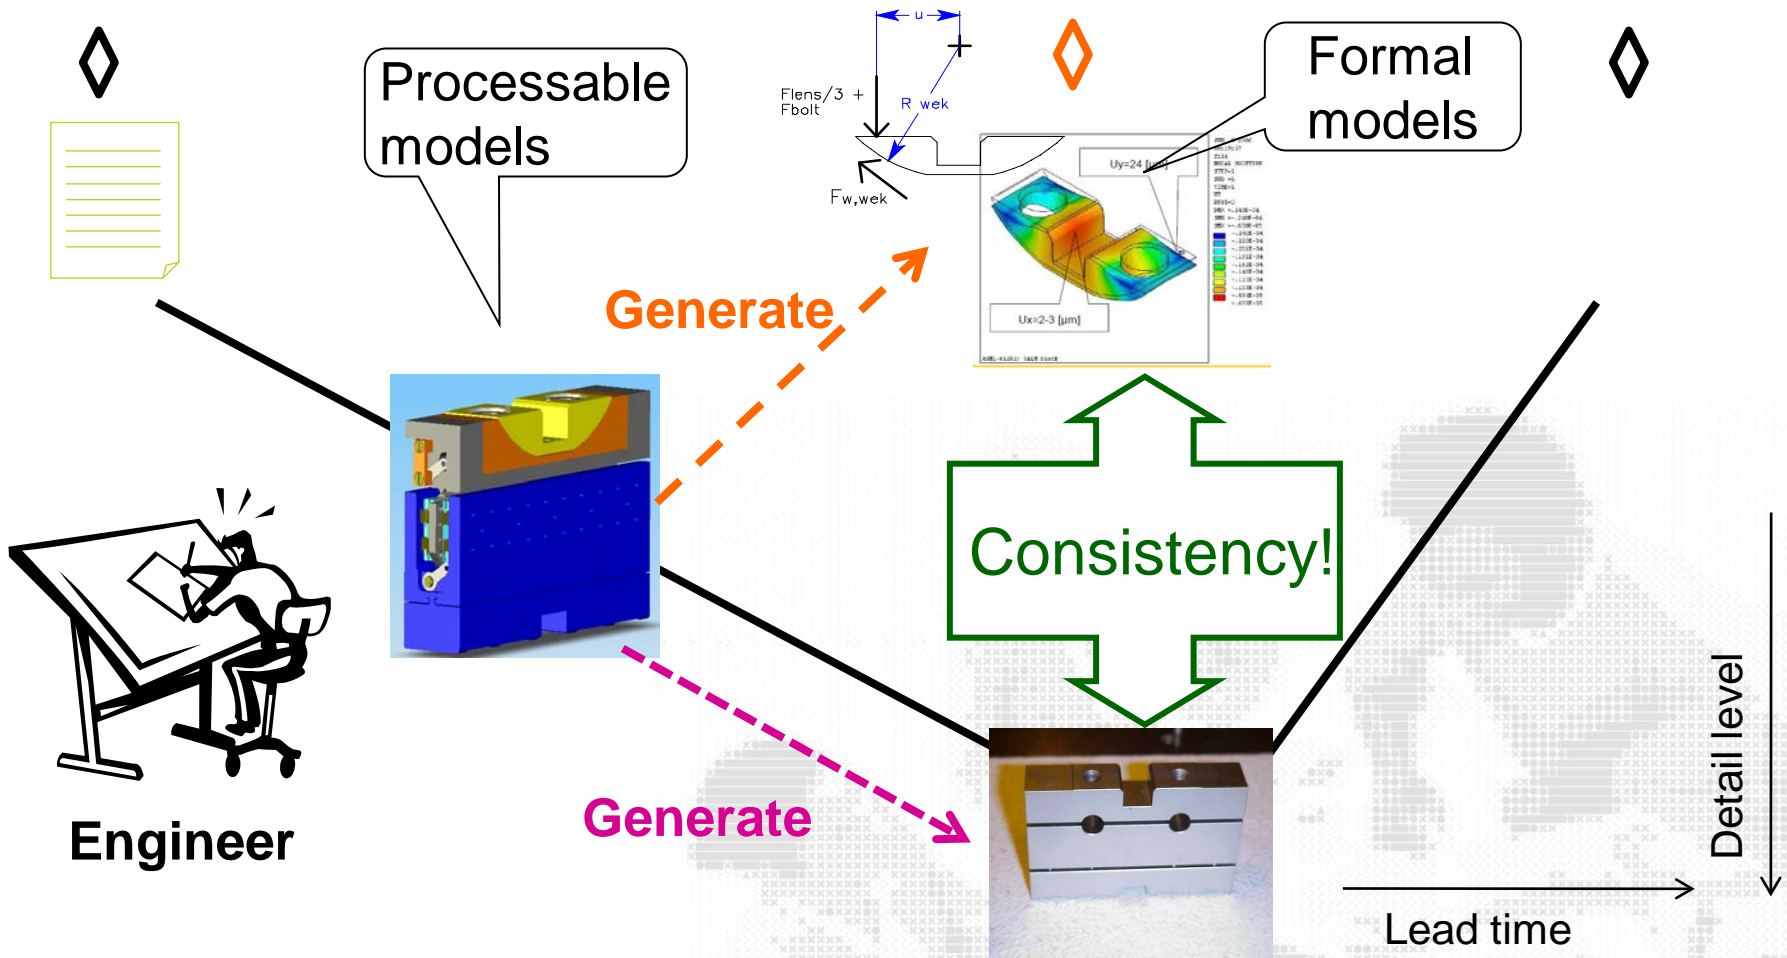 u
Processable
models
Formal
models
Flens/3 +
Fbolt
R wek
Fw,wek
Uy=24 [µm]
Ux=2-3 [µm]
Generate
Consistency!
Generate
Engineer
Detail level
Lead time